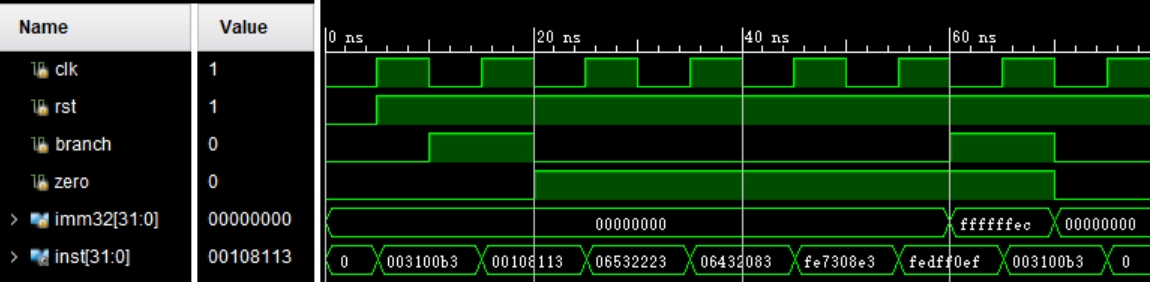 Name Value 0 ns 20 ns 40 ns 60 ns
clk 1
rst 1
branch 0
zero 0
imm32[31:0] 00000000 00000000 ffffffec 00000000
inst[31:0] 00108113 0 003100b3 00108113 06532223 06432083 fe7308e3 fedff0ef 003100b3 0